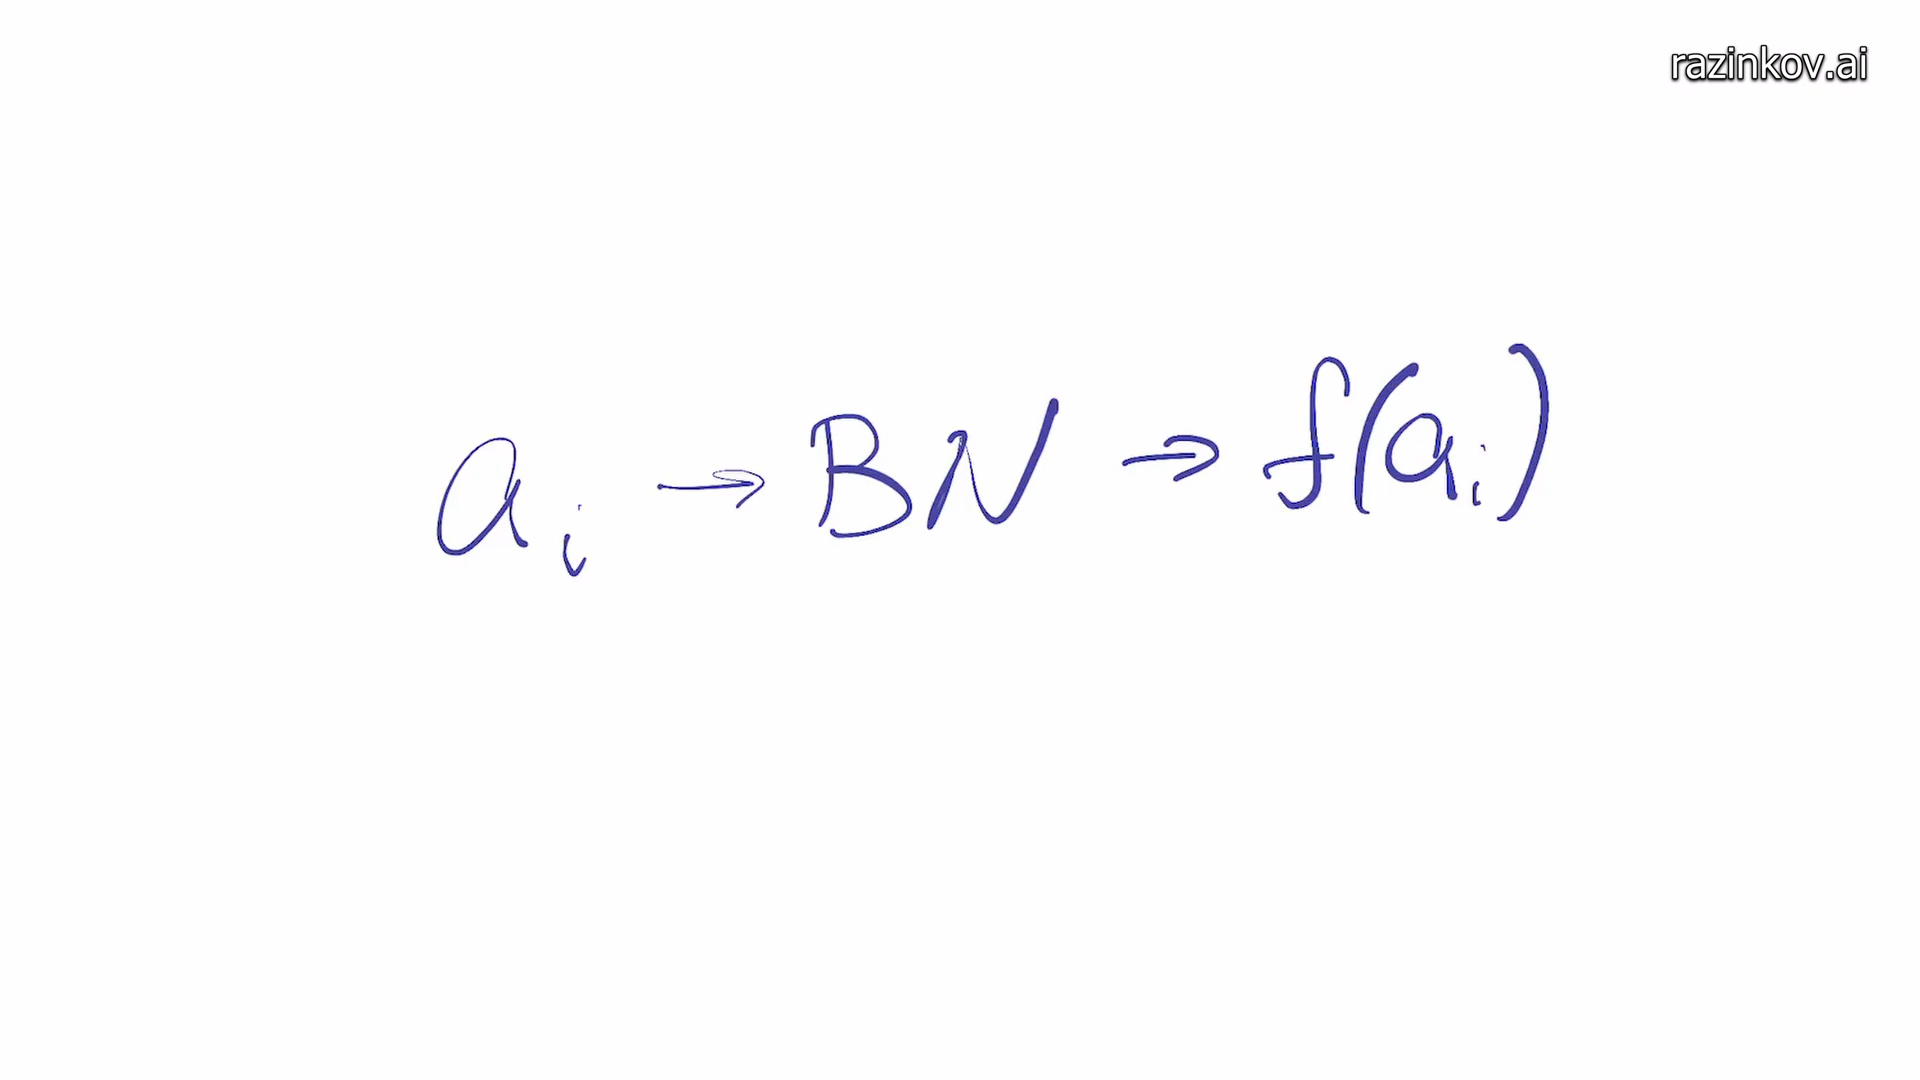 razinkov.ai
a_i → BN → f(a_i)